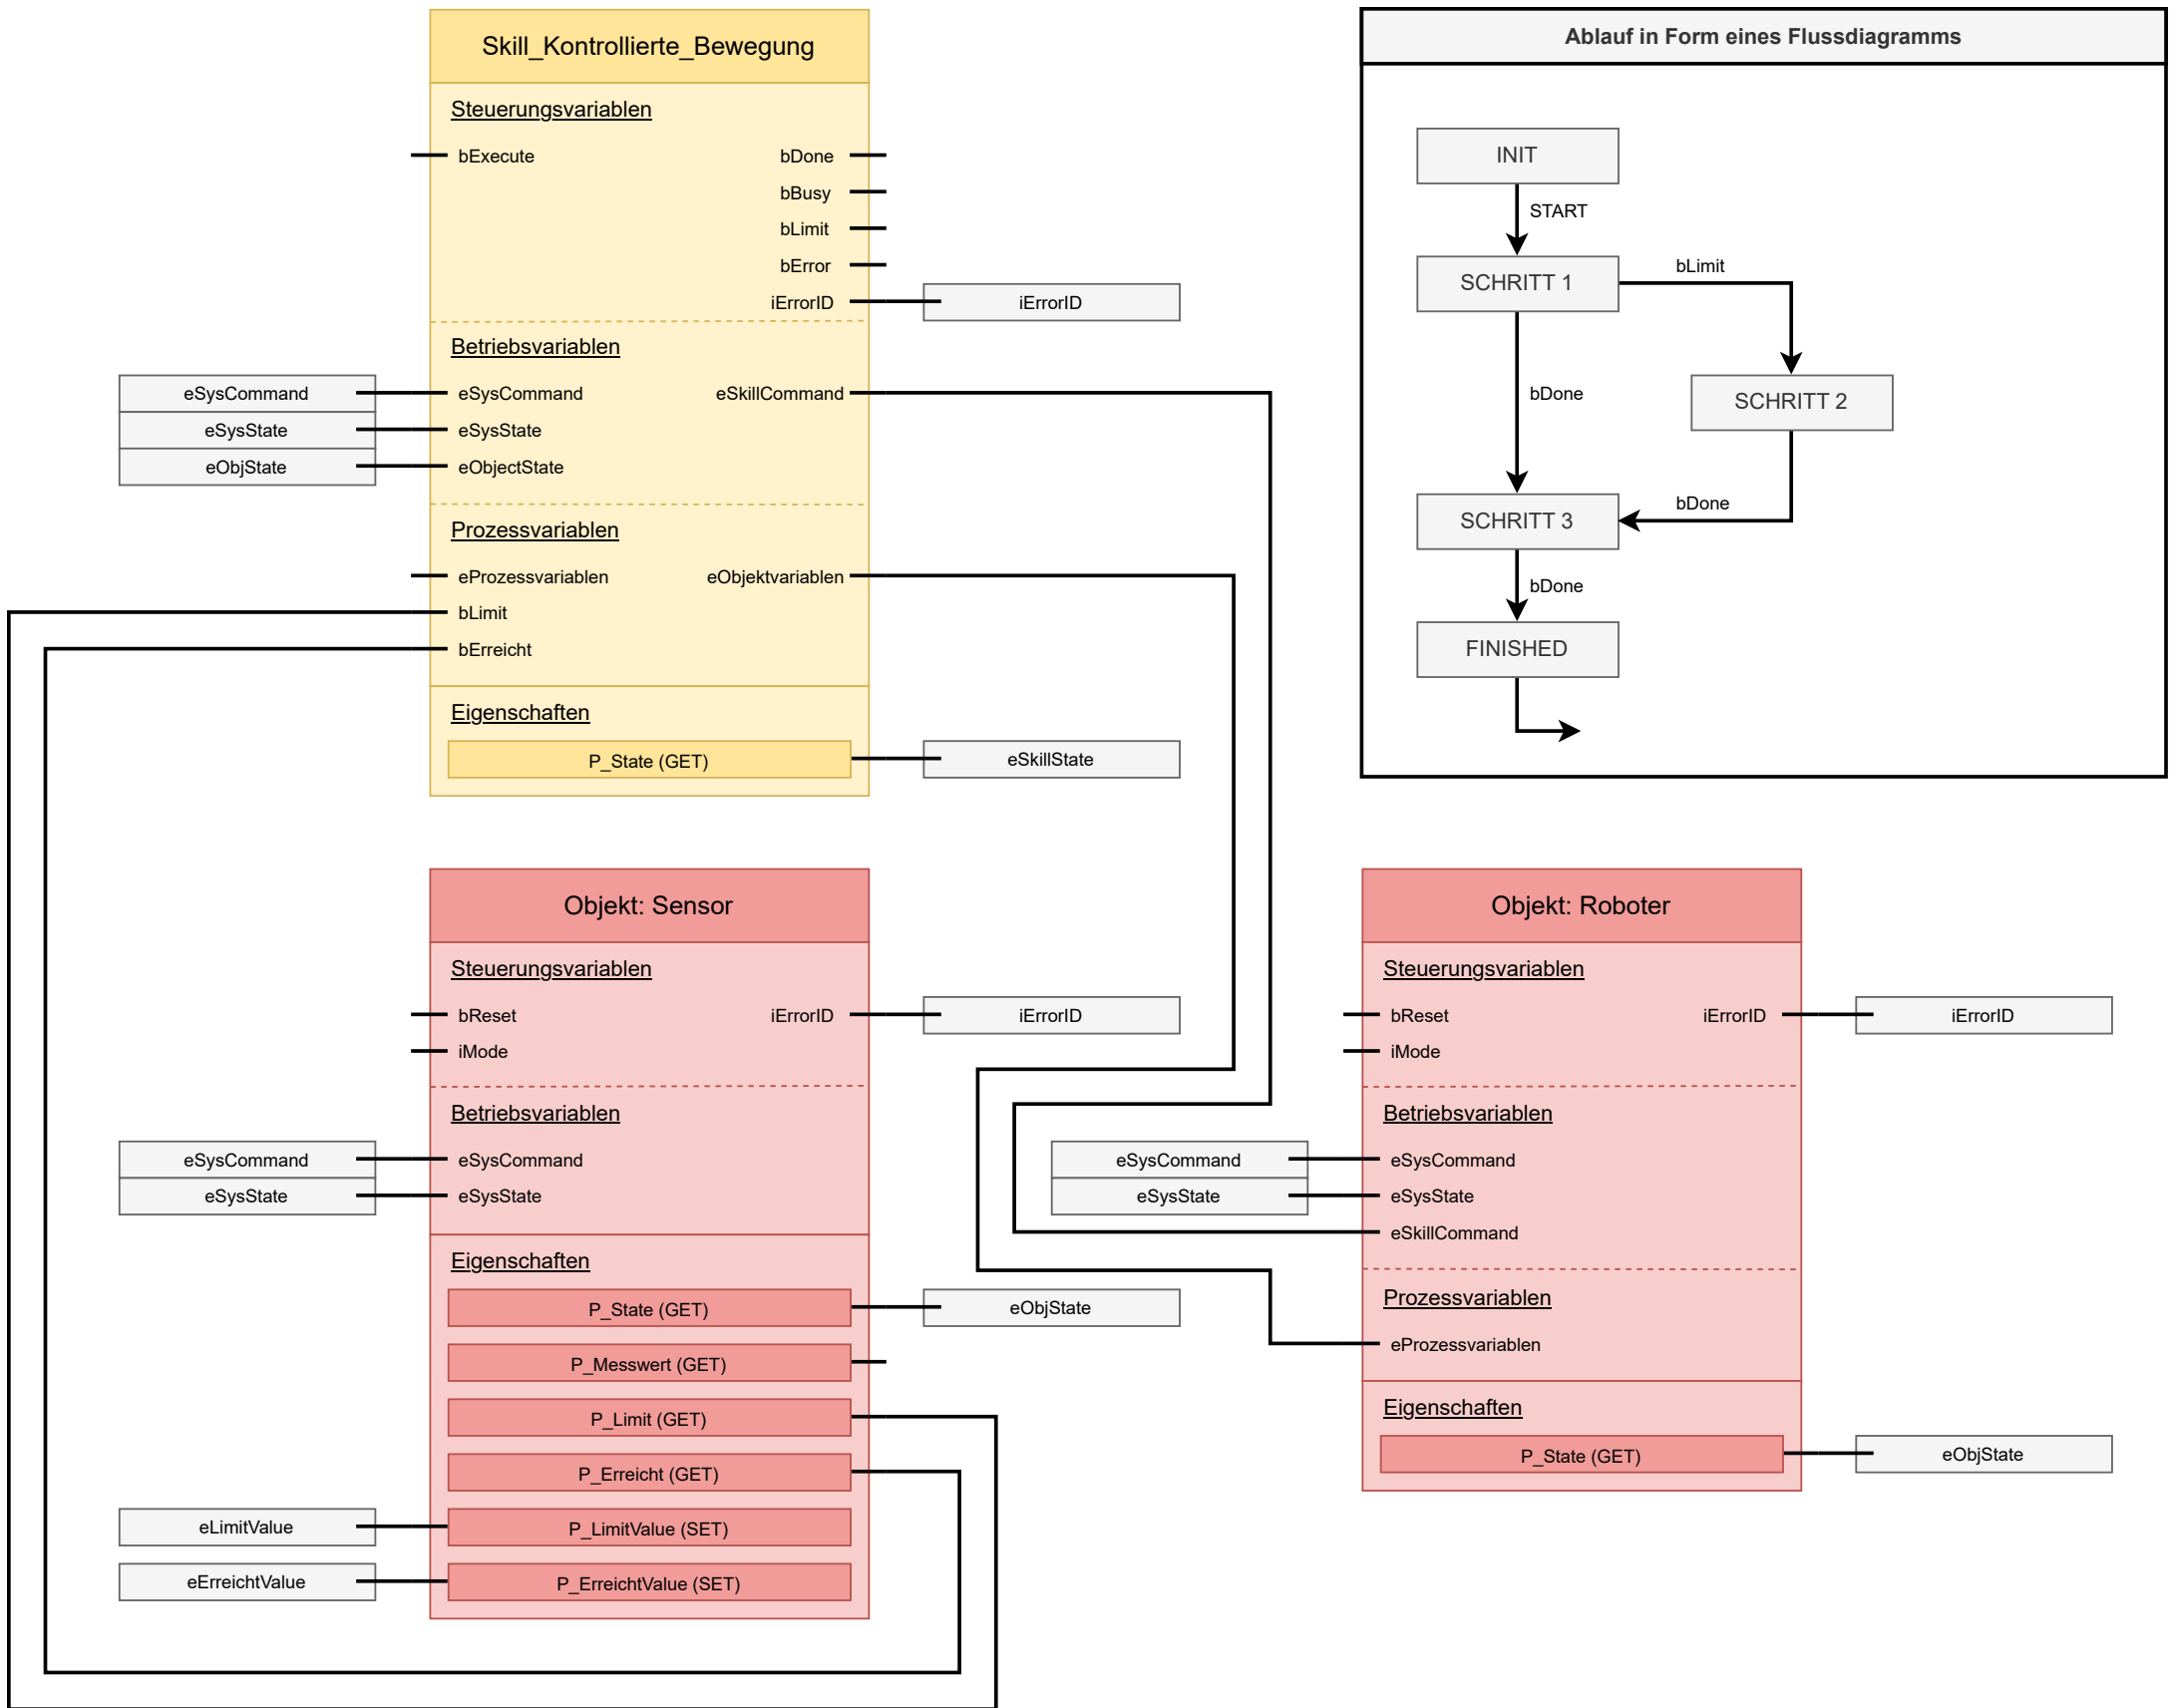 Skill_Kontrollierte_Bewegung
Steuerungsvariablen
bExecute
bDone
bBusy
bLimit
bError
iErrorID
iErrorID
Betriebsvariablen
eSysCommand
eSysCommand
eSkillCommand
eSysState
eSysState
eObjState
eObjectState
Prozessvariablen
eProzessvariablen
eObjektvariablen
bLimit
bErreicht
Eigenschaften
P_State (GET)
eSkillState
Ablauf in Form eines Flussdiagramms
INIT
START
SCHRITT 1
bLimit
bDone
SCHRITT 2
SCHRITT 3
bDone
bDone
FINISHED
Objekt: Sensor
Steuerungsvariablen
bReset
iErrorID
iErrorID
iMode
Betriebsvariablen
eSysCommand
eSysCommand
eSysState
eSysState
Eigenschaften
P_State (GET)
eObjState
P_Messwert (GET)
P_Limit (GET)
P_Erreicht (GET)
eLimitValue
P_LimitValue (SET)
eErreichtValue
P_ErreichtValue (SET)
Objekt: Roboter
Steuerungsvariablen
bReset
iErrorID
iErrorID
iMode
Betriebsvariablen
eSysCommand
eSysCommand
eSysState
eSysState
eSkillCommand
Prozessvariablen
eProzessvariablen
Eigenschaften
P_State (GET)
eObjState